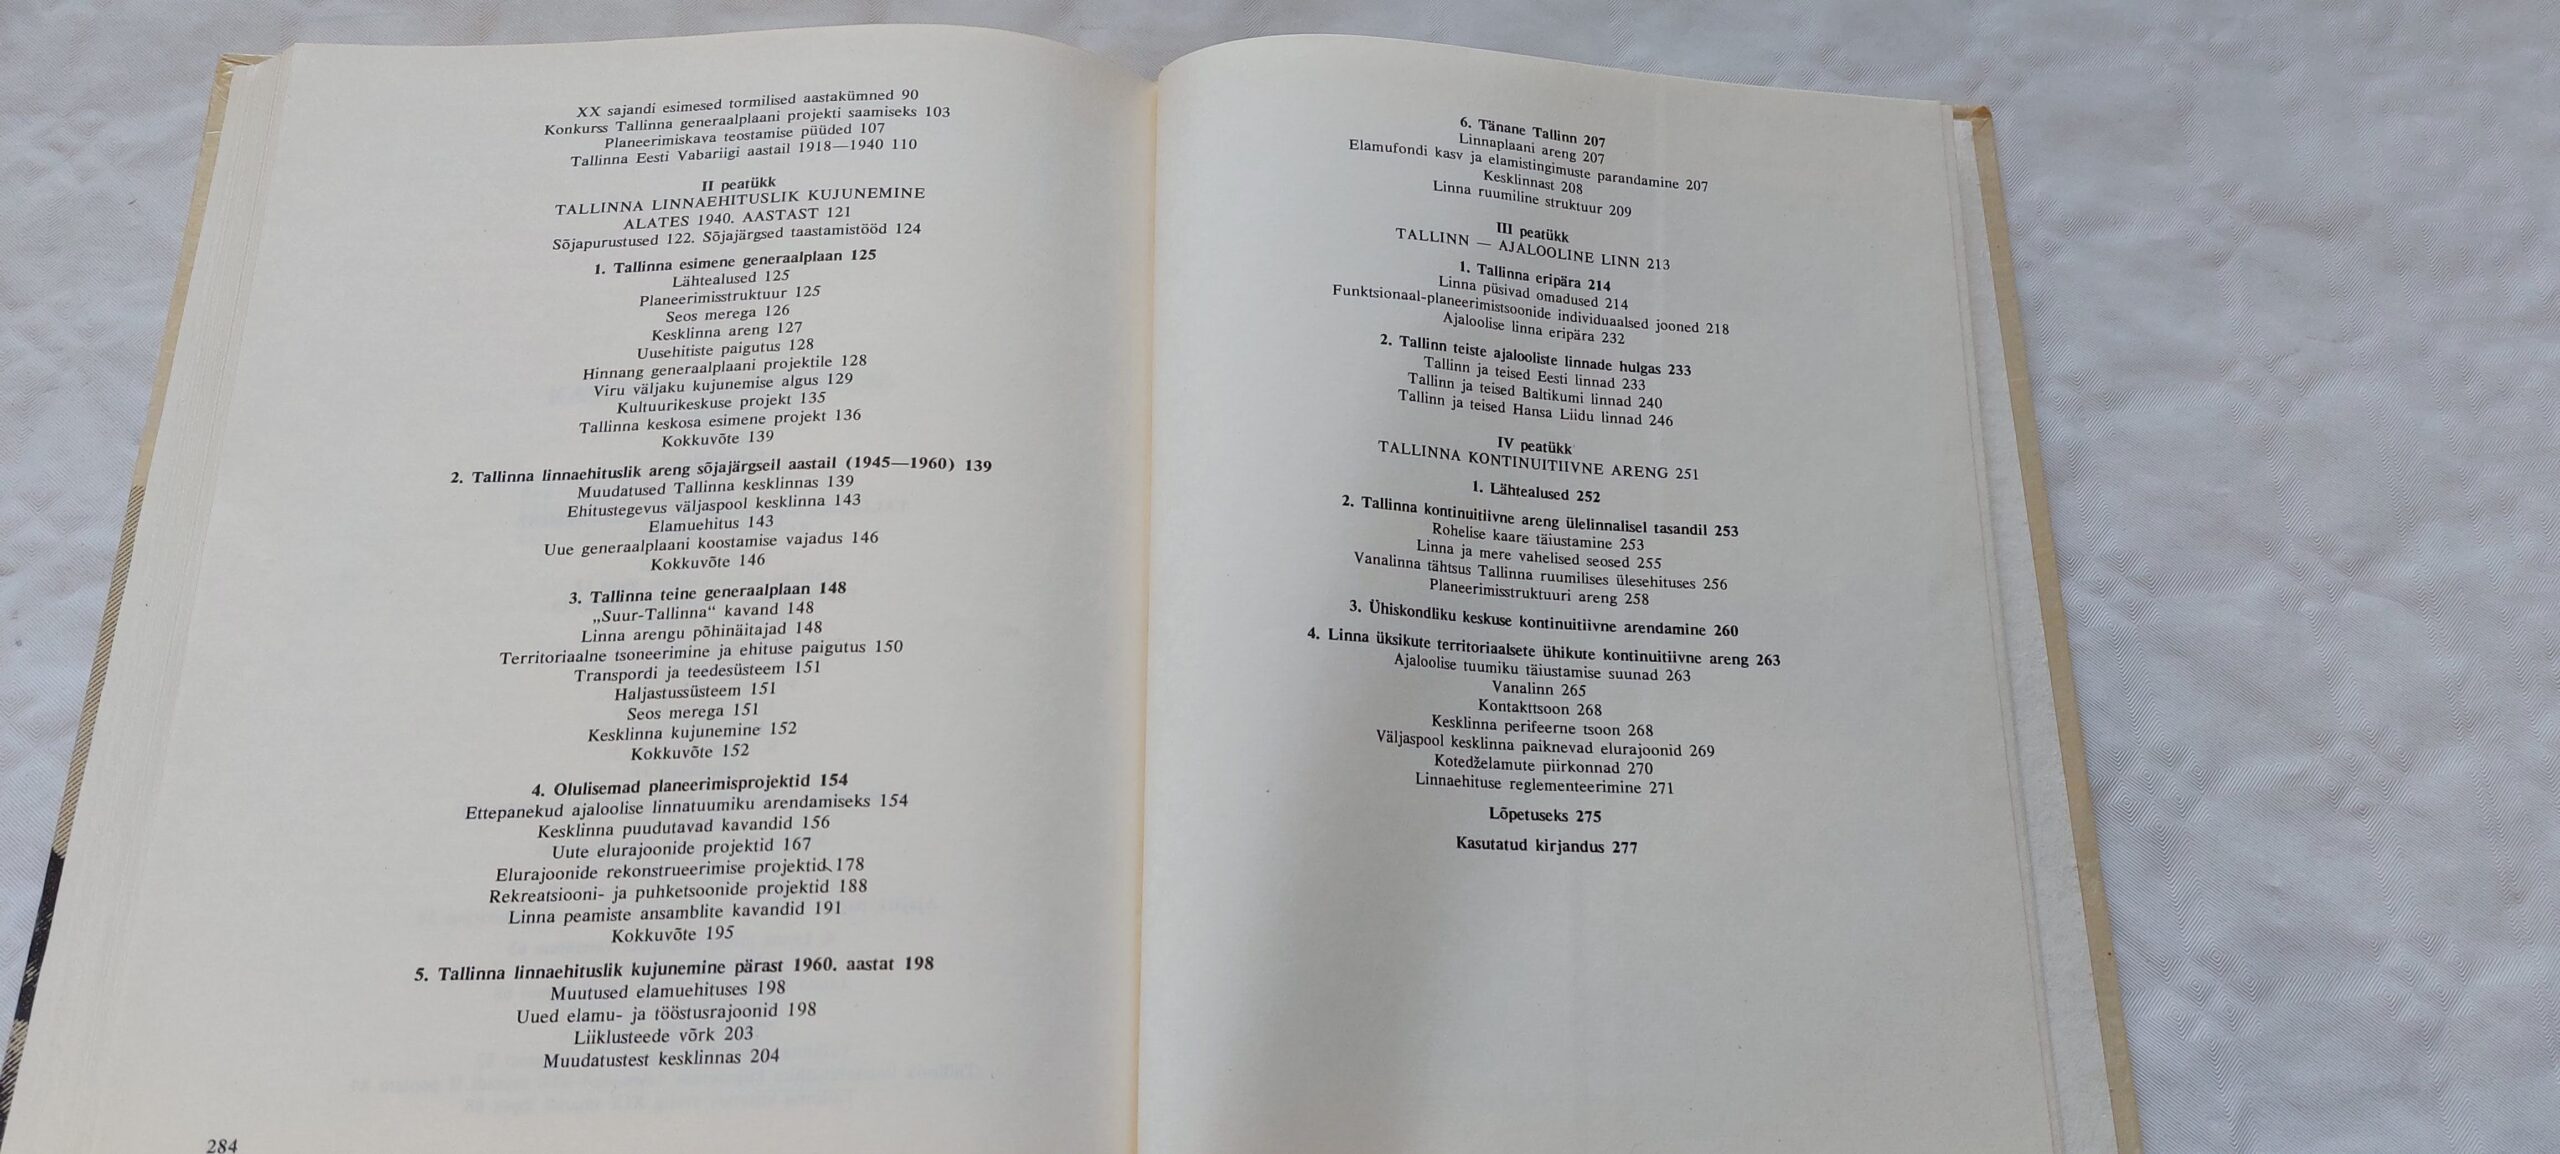 XX sajandi esimesed tormilised aastakümned 90
Konkurss Tallinna generaalplaani projekti saamiseks 103
Planeerimiskava teostamise püüded 107
Tallinna Eesti Vabariigi aastail 1918—1940 110
II peatükk
TALLINNA LINNAEHITUSLIK KUJUNEMINE
ALATES 1940. AASTAST 121
Sõjapurustused 122. Sõjajärgsed taastamistööd 124
1. Tallinna esimene generaalplaan 125
Lähtealused 125
Planeerimisstruktuur 125
Seos merega 126
Kesklinna areng 127
Uusehitiste paigutus 128
Hinnang generaalplaani projektile 128
Viru väljaku kujunemise algus 129
Kultuurikeskuse projekt 135
Tallinna keskosa esimene projekt 136
Kokkuvõte 139
2. Tallinna linnaehituslik areng sõjajärgseil aastail (1945—1960) 139
Muudatused Tallinna kesklinnas 139
Ehitustegevus väljaspool kesklinna 143
Elamuehitus 143
Uue generaalplaani koostamise vajadus 146
Kokkuvõte 146
3. Tallinna teine generaalplaan 148
„Suur-Tallinna“ kavand 148
Linna arengu põhinäitajad 148
Territoriaalne tsoneerimine ja ehituse paigutus 150
Transpordi ja teedesüsteem 151
Haljastussüsteem 151
Seos merega 151
Kesklinna kujunemine 152
Kokkuvõte 152
4. Olulisemad planeerimisprojektid 154
Ettepanekud ajaloolise linnatuumiku arendamiseks 154
Kesklinna puudutavad kavandid 156
Uute elurajoonide projektid 167
Elurajoonide rekonstrueerimise projektid 178
Rekreatsiooni- ja puhketsoonide projektid 188
Linna peamiste ansamblite kavandid 191
Kokkuvõte 195
5. Tallinna linnaehituslik kujunemine pärast 1960. aastat 198
Muutused elamuehituses 198
Uued elamu- ja tööstusrajoonid 198
Liiklusteede võrk 203
Muudatustest kesklinnas 204
284
6. Tänane Tallinn 207
Linnaplaani areng 207
Elamufondi kasv ja elamistingimuste parandamine 207
Kesklinnast 208
Linna ruumiline struktuur 209
III peatükk
TALLINN — AJALOOLINE LINN 213
1. Tallinna eripära 214
Linna püsivad omadused 214
Funktsionaal-planeerimistsoonide individuaalsed jooned 218
Ajaloolise linna eripära 232
2. Tallinn teiste ajalooliste linnade hulgas 233
Tallinn ja teised Eesti linnad 233
Tallinn ja teised Baltikumi linnad 240
Tallinn ja teised Hansa Liidu linnad 246
IV peatükk
TALLINNA KONTINUITIIVNE ARENG 251
1. Lähtealused 252
2. Tallinna kontinuitiivne areng ülelinnalisel tasandil 253
Rohelise kaare täiustamine 253
Linna ja mere vahelised seosed 255
Vanalinna tähtsus Tallinna ruumilises ülesehituses 256
Planeerimisstruktuuri areng 258
3. Ühiskondliku keskuse kontinuitiivne arendamine 260
4. Linna üksikute territoriaalsete ühikute kontinuitiivne areng 263
Ajaloolise tuumiku täiustamise suunad 263
Vanalinn 265
Kontakttsoon 268
Kesklinna perifeerne tsoon 268
Väljaspool kesklinna paiknevad elurajoonid 269
Kotedželamute piirkonnad 270
Linnaehituse reglementeerimine 271
Lõpetuseks 275
Kasutatud kirjandus 277